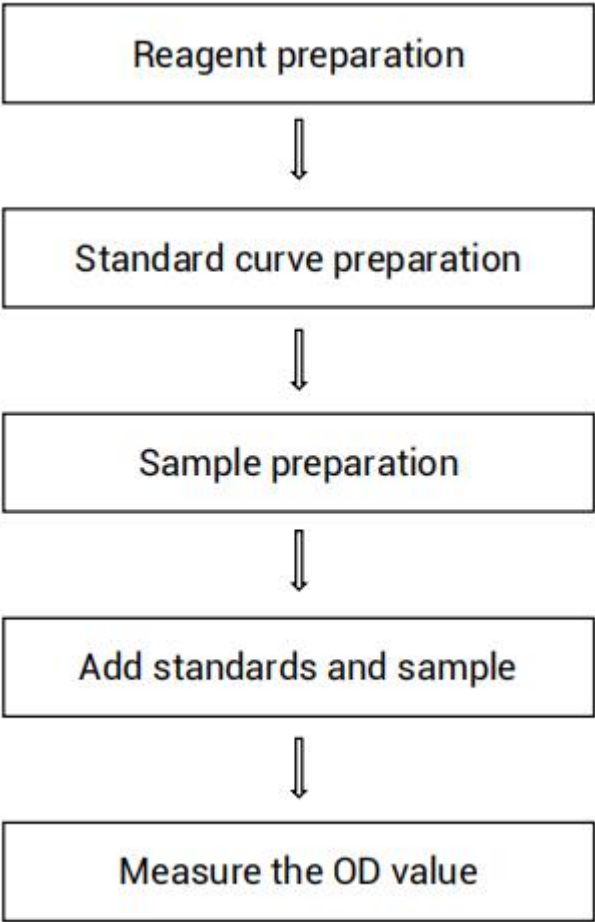 Reagent preparation
Standard curve preparation
Sample preparation
Add standards and sample
Measure the OD value